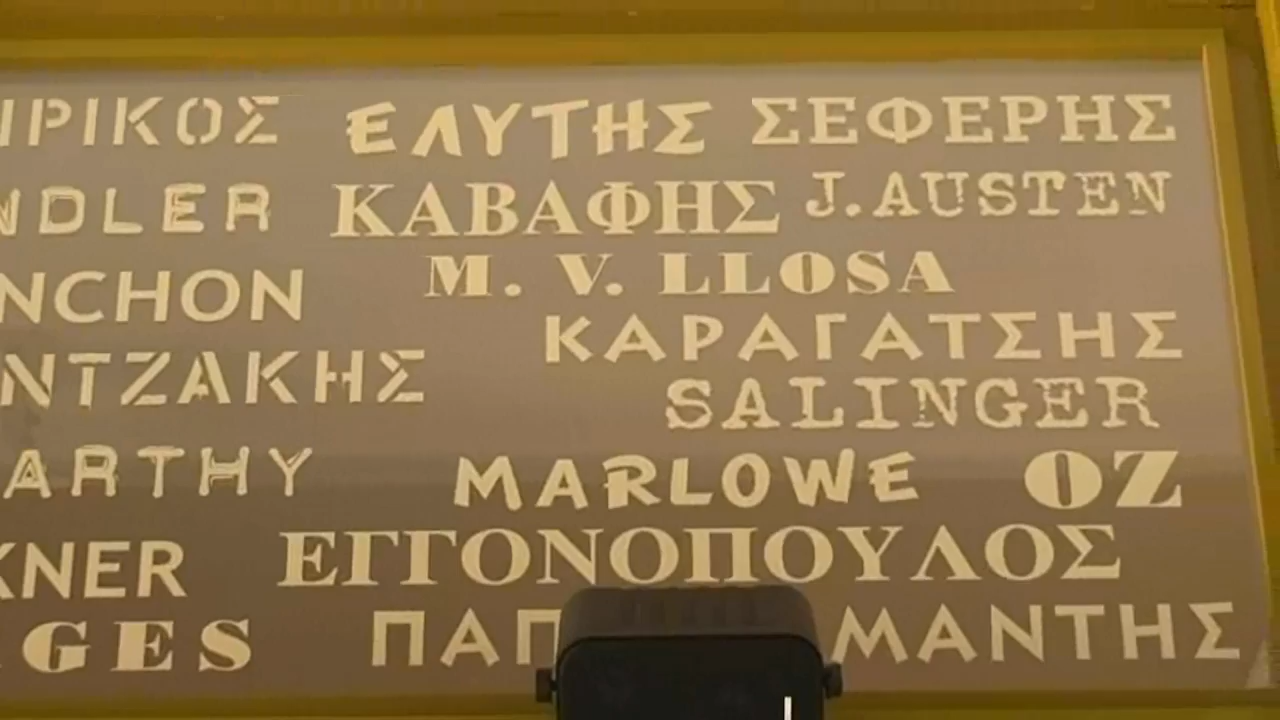 ΙΡΙΚΟΣ ΕΛΥΤΗΣ ΣΕΦΕΡΗΣ
NDLER ΚΑΒΑΦΗΣ J.AUSTEN
NCHON M. V. LLOSA
ΚΑΡΑΓΑΤΣΗΣ
ΝΤΖΑΚΗΣ
SALINGER
ARTHY MARLOWE OZ
KNER ΕΓΓΟΝΟΠΟΥΛΟΣ
GES ΠΑΠ ΜΑΝΤΗΣ